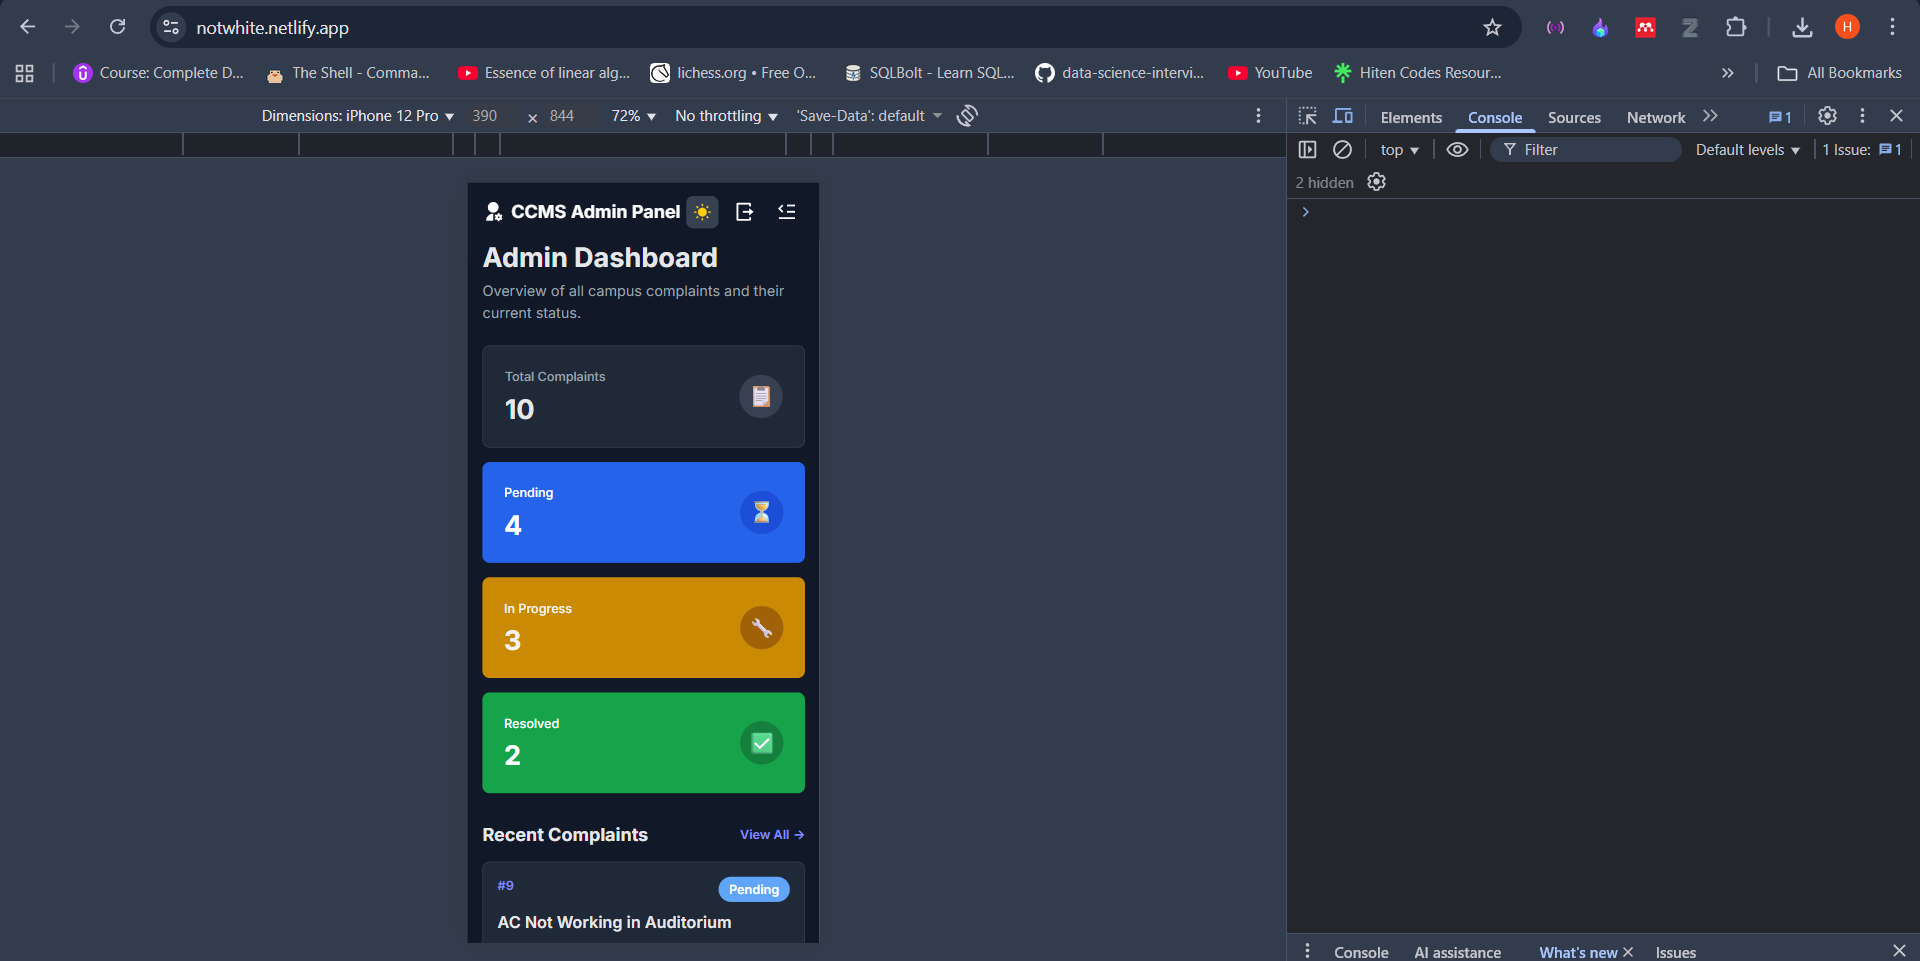 notwhite.netlify.app
H
Course: Complete D...
The Shell - Comma...
Essence of linear alg...
lichess.org • Free O...
SQLBolt - Learn SQL...
data-science-intervi...
YouTube
Hiten Codes Resour...
All Bookmarks
Dimensions: iPhone 12 Pro 390 × 844 72% No throttling 'Save-Data': default
Elements Console Sources Network 1
top Filter Default levels 1 Issue: 1
2 hidden
CCMS Admin Panel
Admin Dashboard
Overview of all campus complaints and their
current status.
Total Complaints
10
Pending
4
In Progress
3
Resolved
2
Recent Complaints View All →
#9 Pending
AC Not Working in Auditorium
Console AI assistance What's new Issues